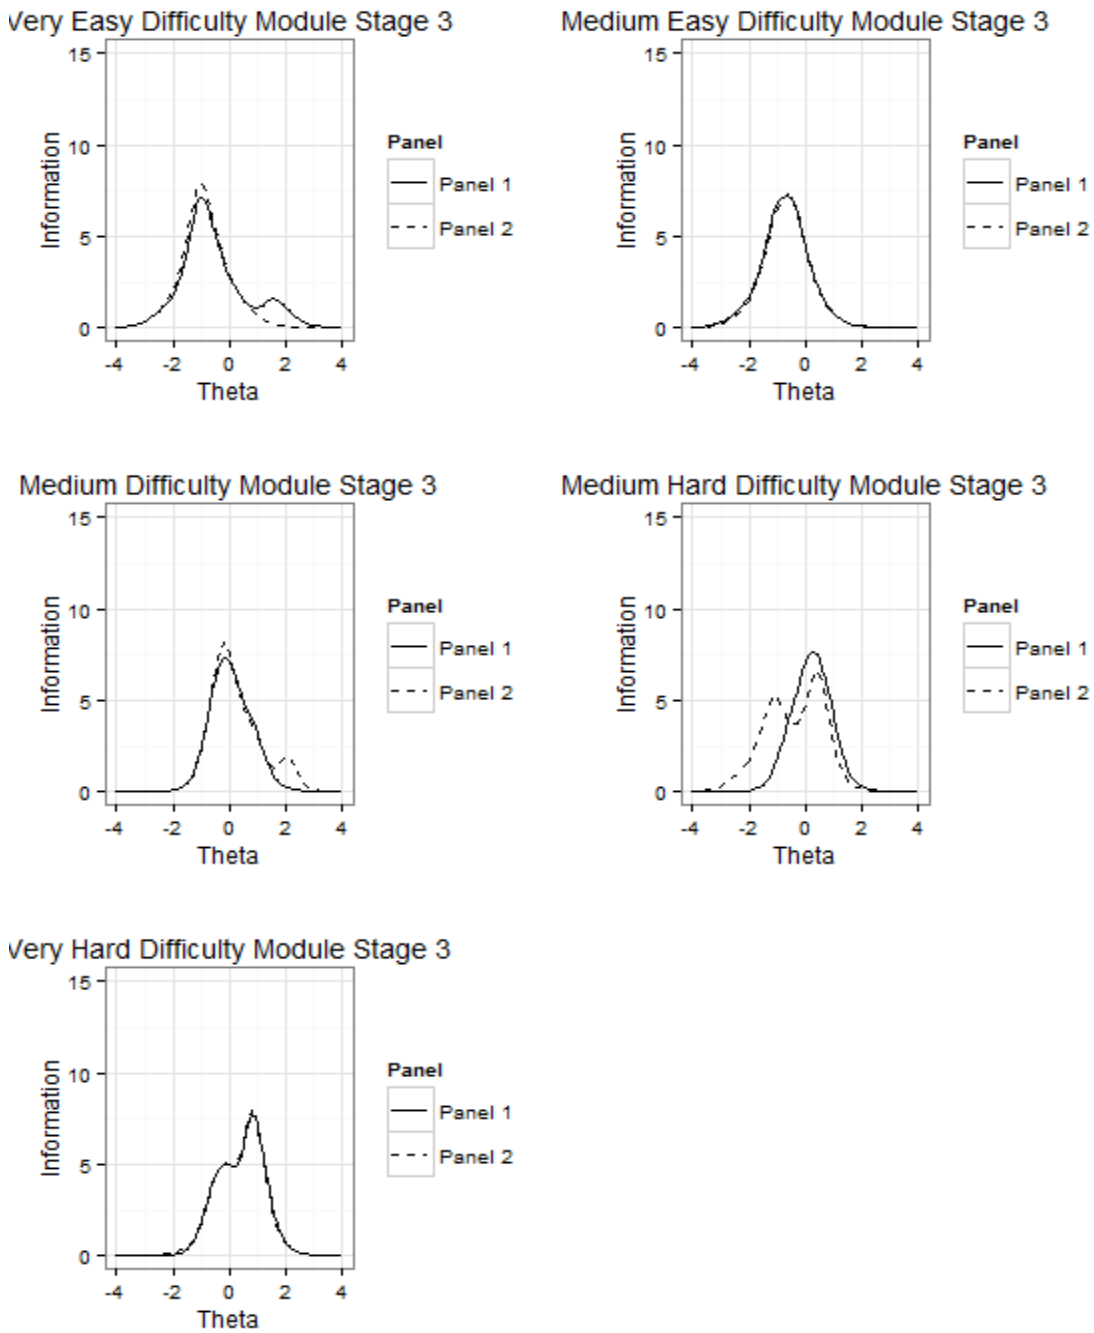 Very Easy Difficulty Module Stage 3
15
10
5
0
Information
-4 -2 0 2 4
Theta
Panel
Panel 1
Panel 2
Medium Easy Difficulty Module Stage 3
15
10
5
0
Information
-4 -2 0 2 4
Theta
Panel
Panel 1
Panel 2
Medium Difficulty Module Stage 3
15
10
5
0
Information
-4 -2 0 2 4
Theta
Panel
Panel 1
Panel 2
Medium Hard Difficulty Module Stage 3
15
10
5
0
Information
-4 -2 0 2 4
Theta
Panel
Panel 1
Panel 2
Very Hard Difficulty Module Stage 3
15
10
5
0
Information
-4 -2 0 2 4
Theta
Panel
Panel 1
Panel 2